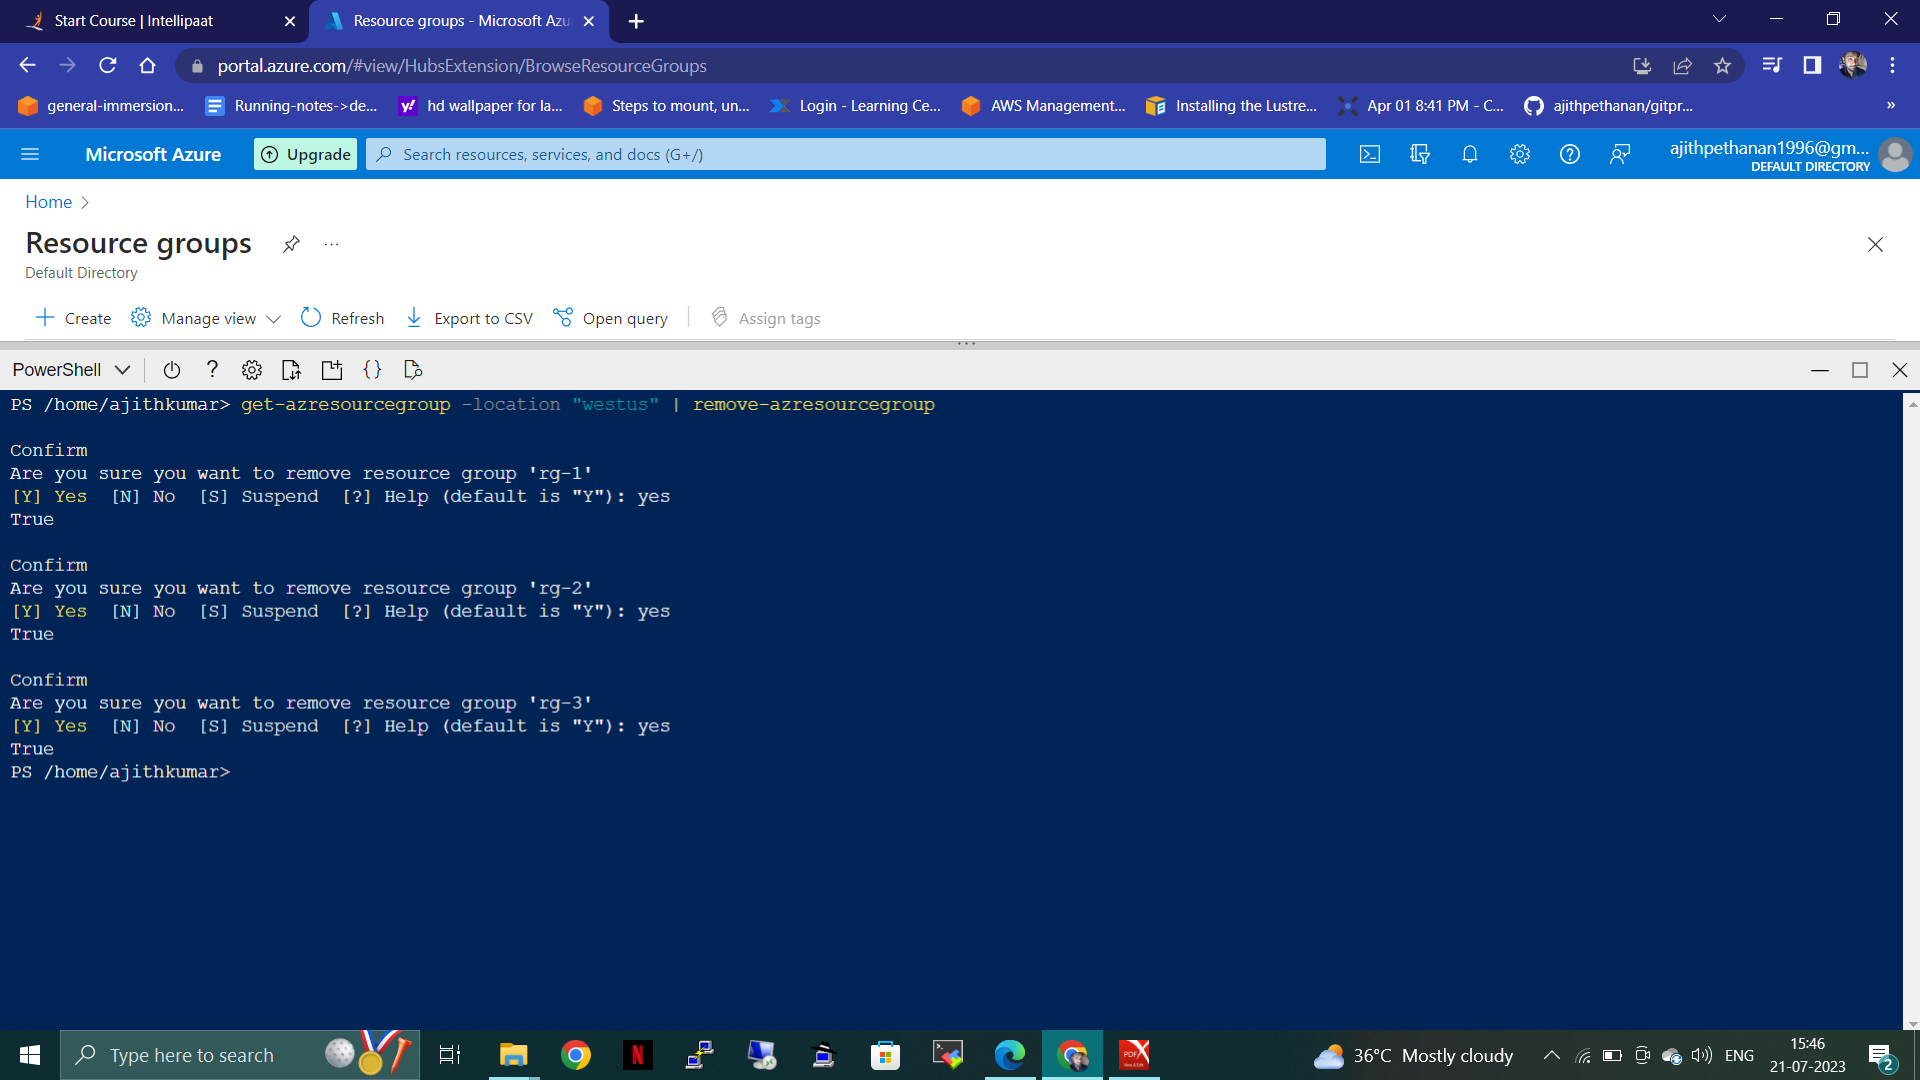 Start Course | Intellipaat
Resource groups - Microsoft Azu
portal.azure.com/#view/HubsExtension/BrowseResourceGroups
general-immersion...
Running-notes->de...
hd wallpaper for la...
Steps to mount, un...
Login - Learning Ce...
AWS Management...
Installing the Lustre...
Apr 01 8:41 PM - C...
ajithpethanan/gitpr...
»
Microsoft Azure
Upgrade
Search resources, services, and docs (G+/)
ajithpethanan1996@gm...
DEFAULT DIRECTORY
Home >
Resource groups
...
Default Directory
Create
Manage view
Refresh
Export to CSV
Open query
Assign tags
PowerShell
?
{ }
PS /home/ajithkumar> get-azresourcegroup -location "westus" | remove-azresourcegroup
Confirm
Are you sure you want to remove resource group 'rg-1'
[Y] Yes  [N] No  [S] Suspend  [?] Help (default is "Y"): yes
True
Confirm
Are you sure you want to remove resource group 'rg-2'
[Y] Yes  [N] No  [S] Suspend  [?] Help (default is "Y"): yes
True
Confirm
Are you sure you want to remove resource group 'rg-3'
[Y] Yes  [N] No  [S] Suspend  [?] Help (default is "Y"): yes
True
PS /home/ajithkumar>
Type here to search
N
PDF
36°C Mostly cloudy
ENG
15:46
21-07-2023
2